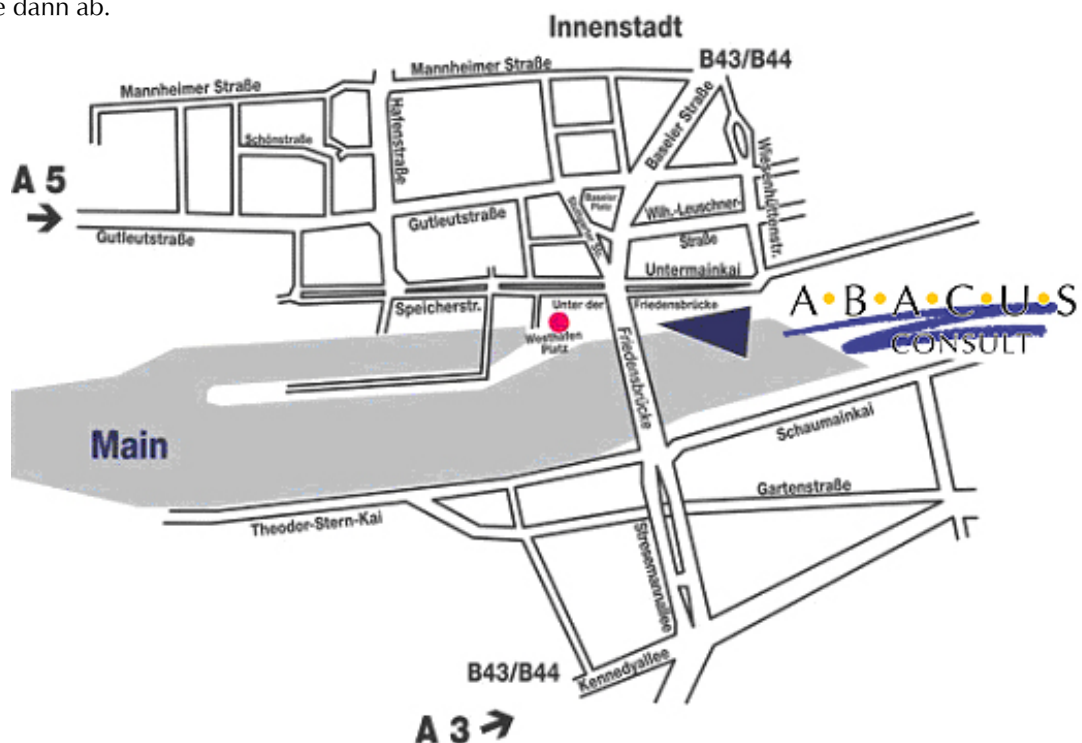 e dann ab.
Innenstadt
B43/B44
Mannheimer Straße
Mannheimer Straße
Hafenstraße
Baseler Straße
Schönstraße
Wiesenhüttenstr.
A 5
Baseler
Platz
Stuttgarter Str.
Wilh.-Leuschner-
Straße
Gutleutstraße
Gutleutstraße
Untermainkai
Speicherstr.
Unter der
Friedensbrücke
A•B•A•C•U•S
CONSULT
Westhafen
Platz
Friedensbrücke
Main
Schaumainkai
Gartenstraße
Theodor-Stern-Kai
Stresemannallee
B43/B44
Kennedyallee
A 3